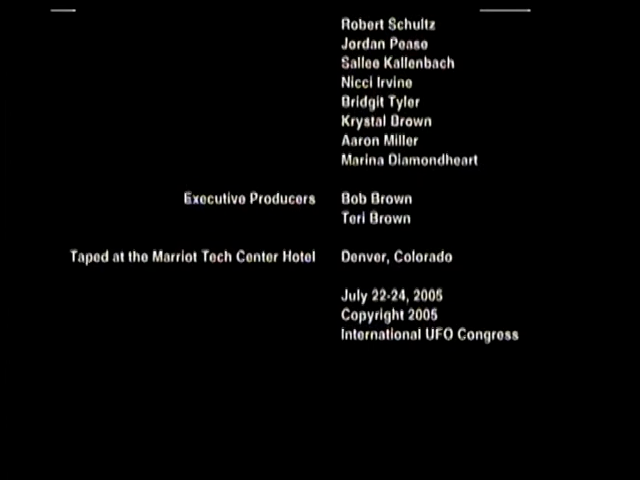 Robert Schultz
Jordan Pease
Sallee Kallenbach
Nicci Irvine
Bridgit Tyler
Krystal Brown
Aaron Miller
Marina Diamondheart
Executive Producers Bob Brown
Teri Brown
Taped at the Marriot Tech Center Hotel Denver, Colorado
July 22-24, 2005
Copyright 2005
International UFO Congress